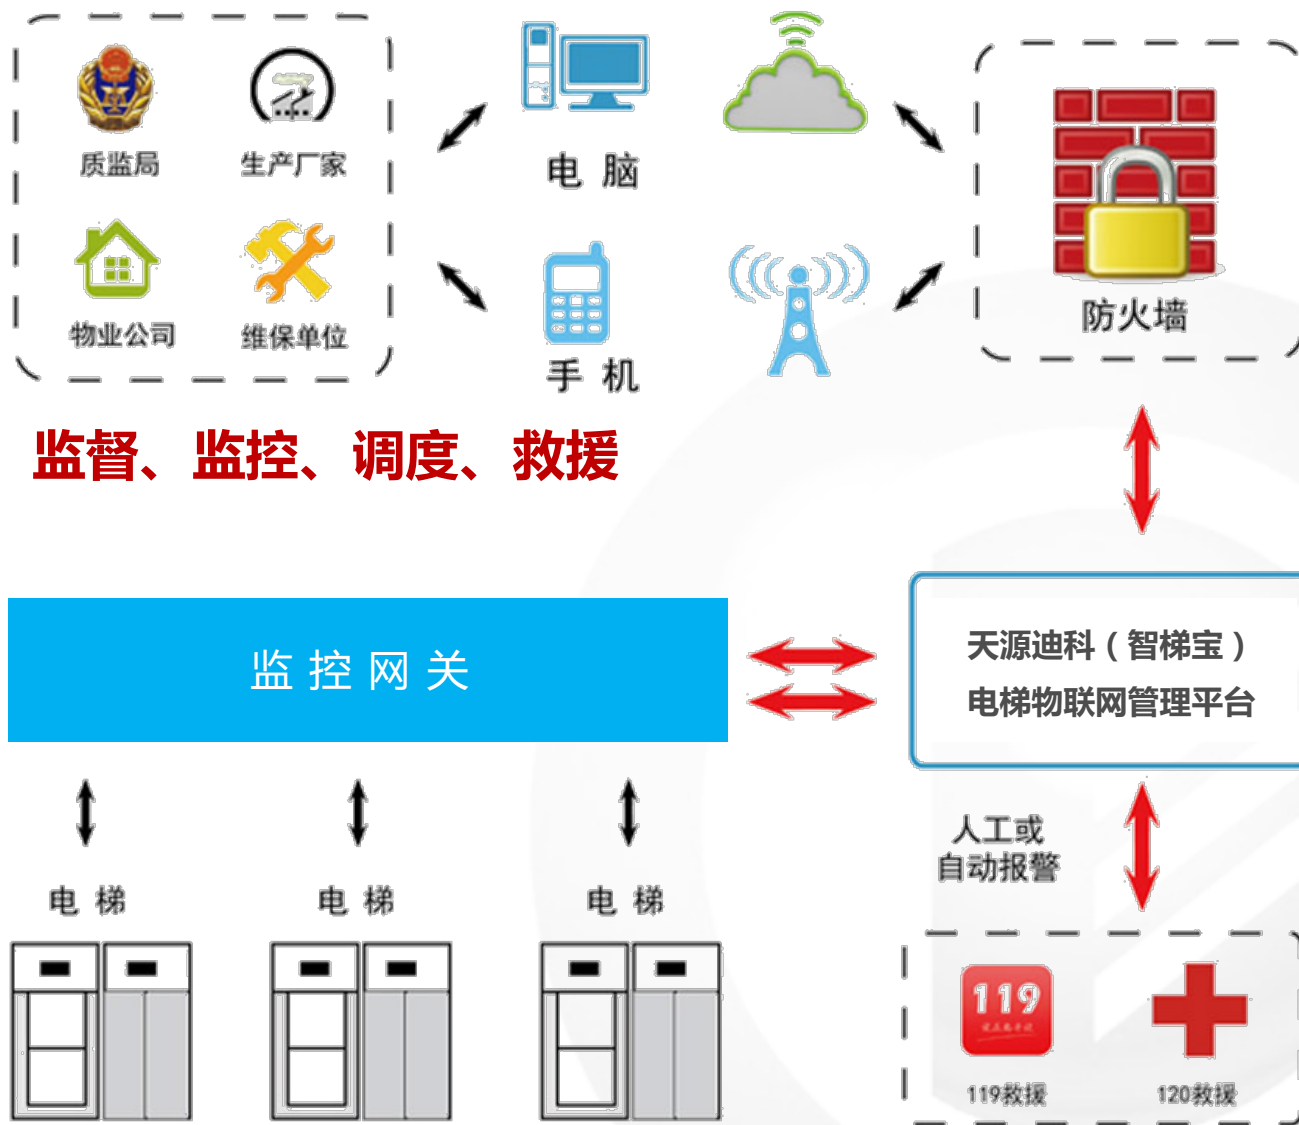 质监局
生产厂家
物业公司
维保单位
电 脑
手 机
防火墙
监督、监控、调度、救援
监控网关
天源迪科（智梯宝）
电梯物联网管理平台
人工或
自动报警
电 梯
电 梯
电 梯
119
119救援
120救援